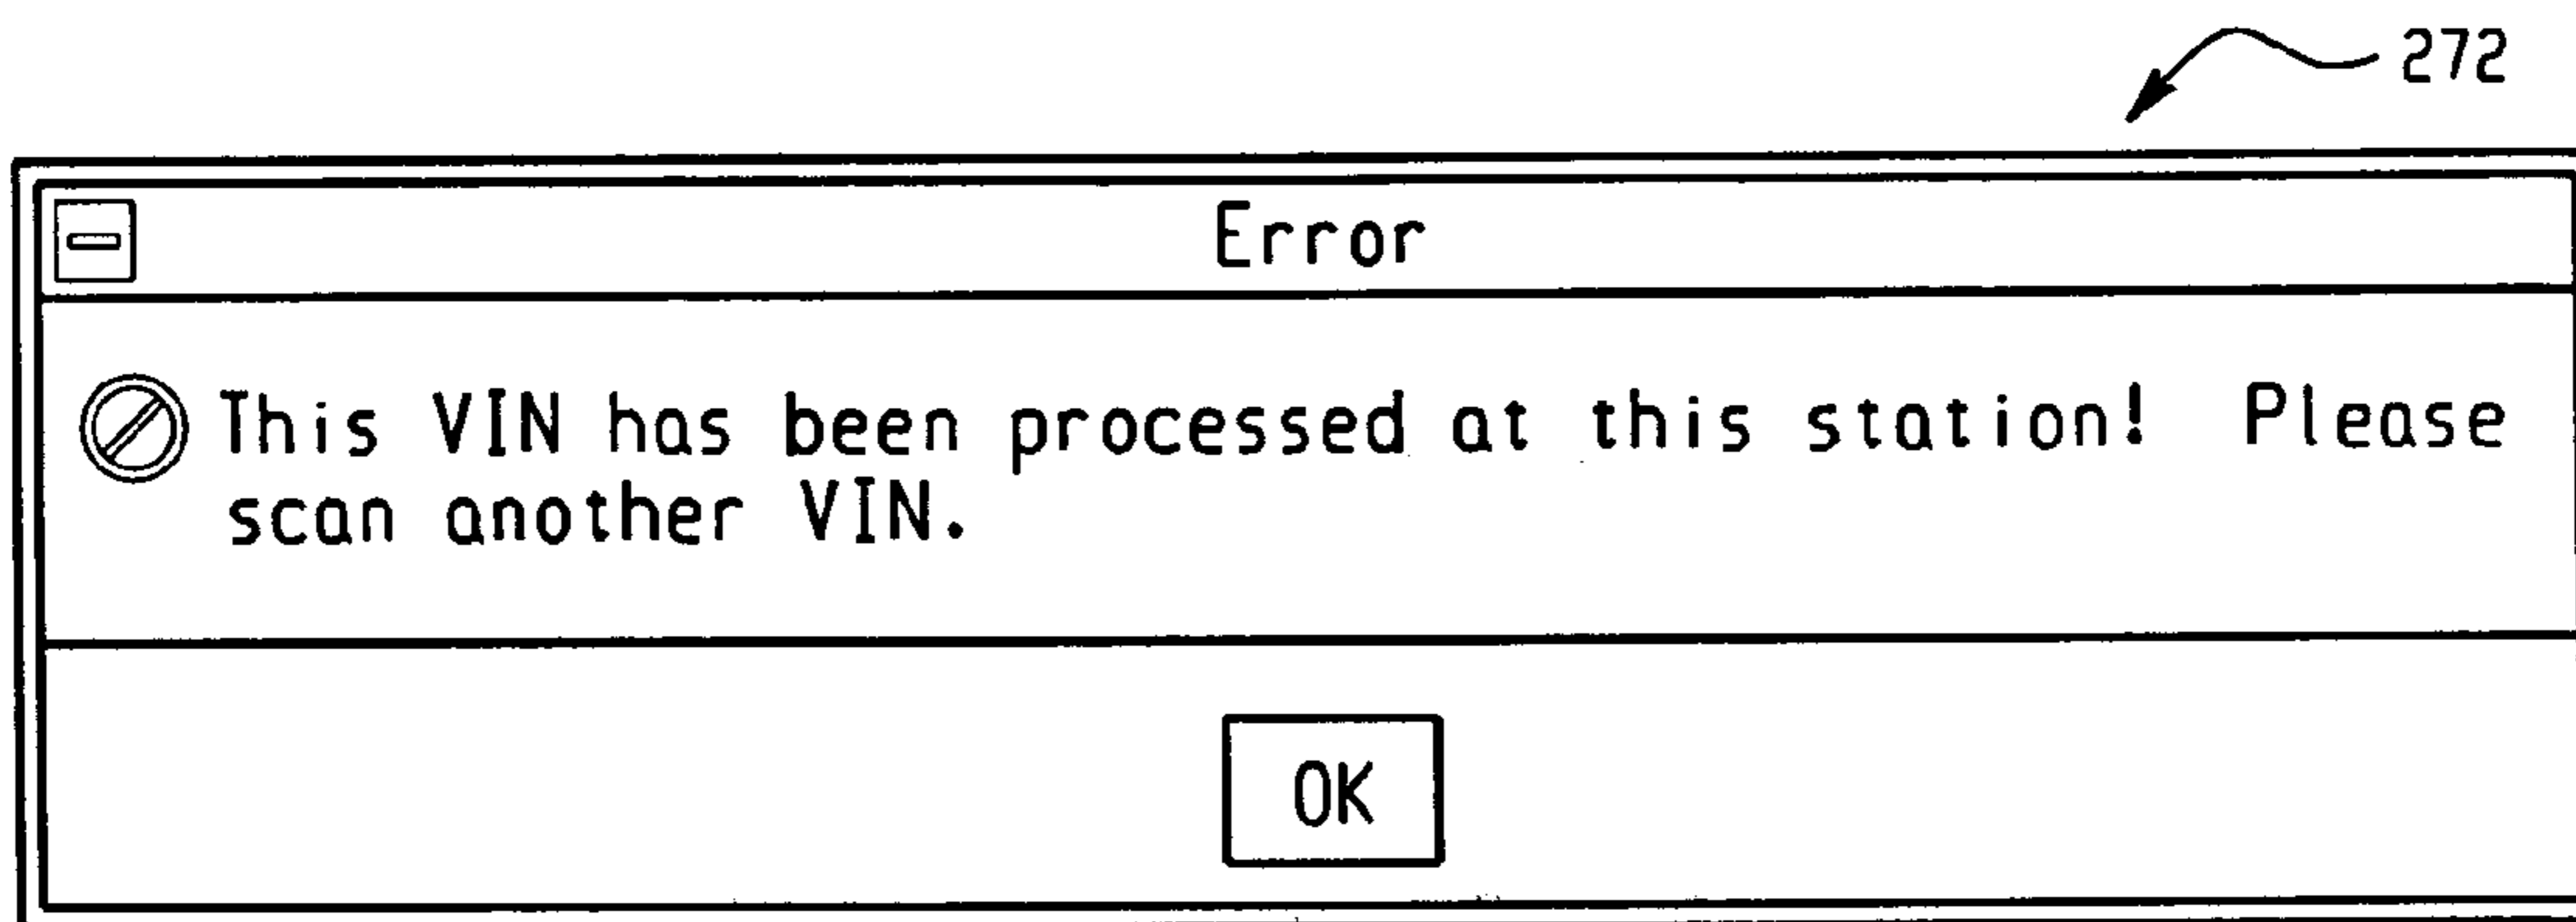 272
Error
This VIN has been processed at this station! Please
scan another VIN.
OK